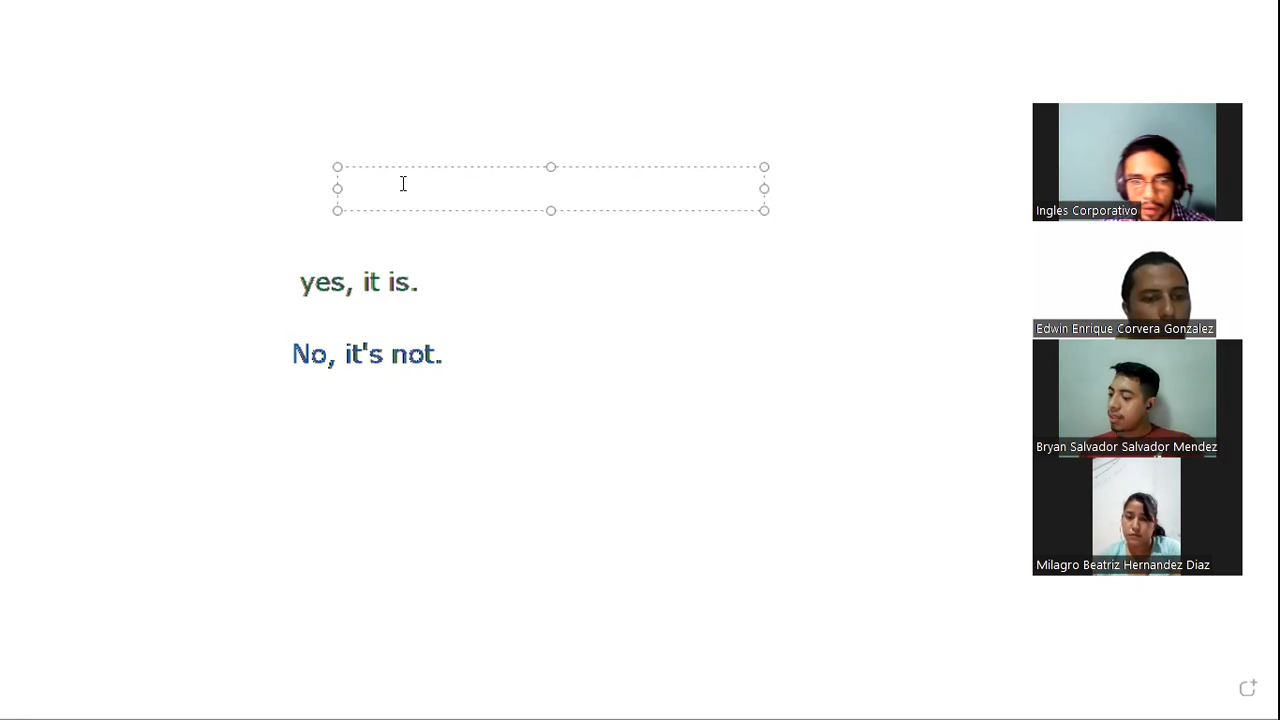 yes, it is.
No, it's not.
Ingles Corporativo
Edwin Enrique Corvera Gonzalez
Bryan Salvador Salvador Mendez
Milagro Beatriz Hernandez Diaz